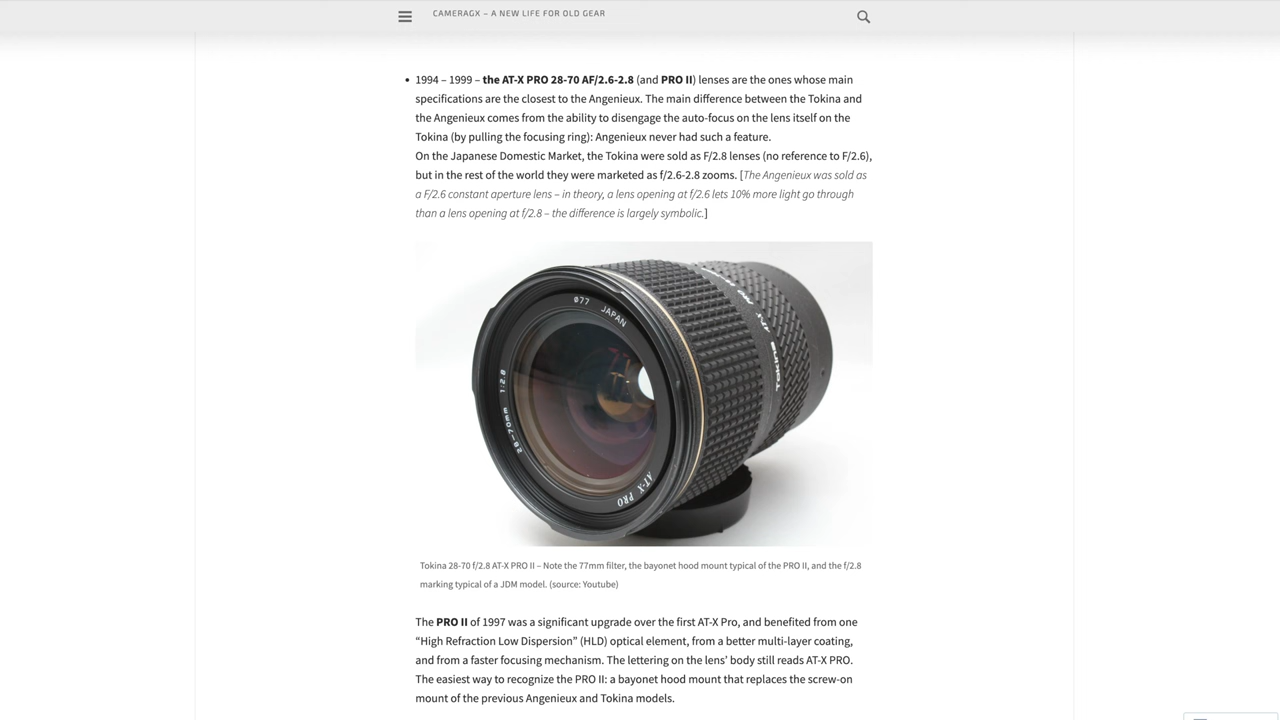 CAMERAGX – A NEW LIFE FOR OLD GEAR
• 1994 – 1999 – the AT-X PRO 28-70 AF/2.6-2.8 (and PRO II) lenses are the ones whose main
specifications are the closest to the Angenieux. The main difference between the Tokina and
the Angenieux comes from the ability to disengage the auto-focus on the lens itself on the
Tokina (by pulling the focusing ring): Angenieux never had such a feature.
On the Japanese Domestic Market, the Tokina were sold as F/2.8 lenses (no reference to F/2.6),
but in the rest of the world they were marketed as f/2.6-2.8 zooms. [The Angenieux was sold as
a F/2.6 constant aperture lens – in theory, a lens opening at f/2.6 lets 10% more light go through
than a lens opening at f/2.8 – the difference is largely symbolic.]
ø77 JAPAN
28-70mm 1:2.8
AT-X PRO
Tokina AT-X PRO
Tokina 28-70 f/2.8 AT-X PRO II – Note the 77mm filter, the bayonet hood mount typical of the PRO II, and the f/2.8
marking typical of a JDM model. (source: Youtube)
The PRO II of 1997 was a significant upgrade over the first AT-X Pro, and benefited from one
“High Refraction Low Dispersion” (HLD) optical element, from a better multi-layer coating,
and from a faster focusing mechanism. The lettering on the lens’ body still reads AT-X PRO.
The easiest way to recognize the PRO II: a bayonet hood mount that replaces the screw-on
mount of the previous Angenieux and Tokina models.